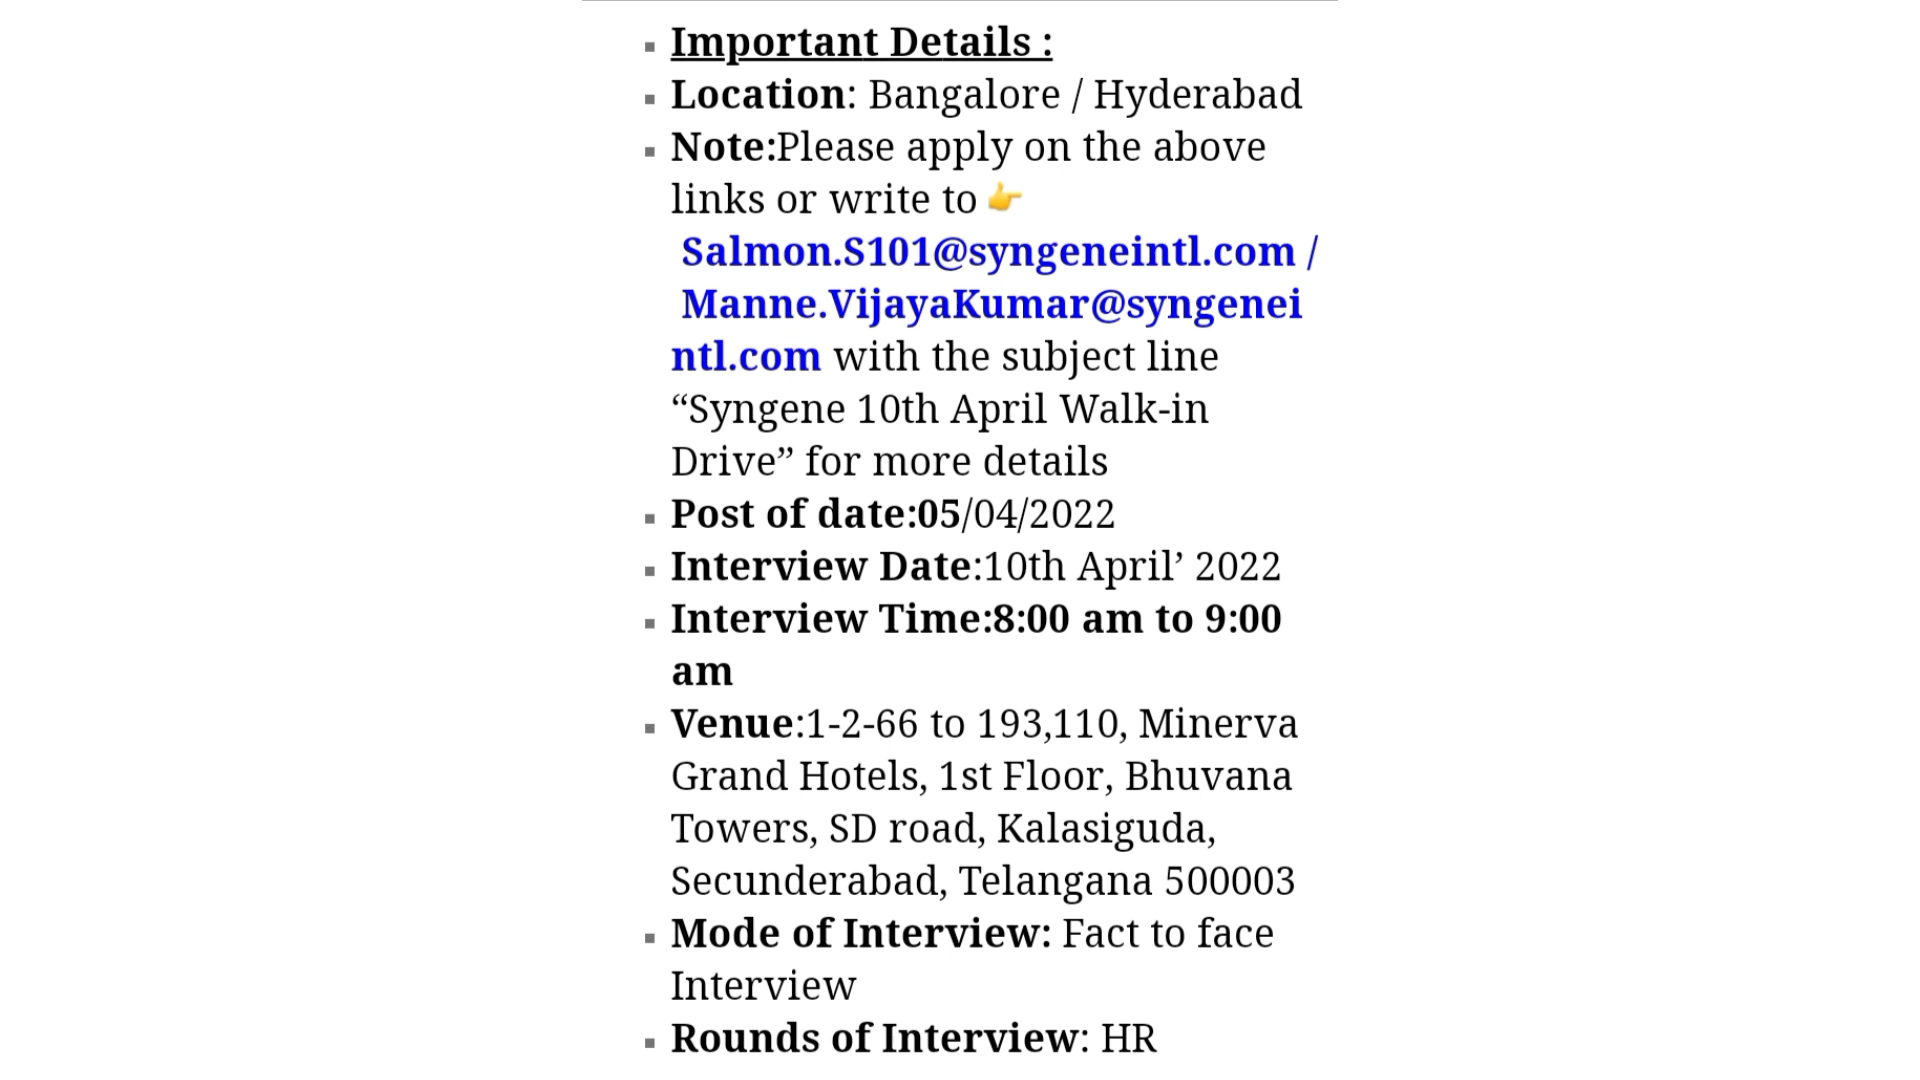 Important Details :
Location: Bangalore / Hyderabad
Note:Please apply on the above
links or write to 👉
Salmon.S101@syngeneintl.com /
Manne.VijayaKumar@syngenei
ntl.com with the subject line
“Syngene 10th April Walk-in
Drive” for more details
Post of date:05/04/2022
Interview Date:10th April’ 2022
Interview Time:8:00 am to 9:00
am
Venue:1-2-66 to 193,110, Minerva
Grand Hotels, 1st Floor, Bhuvana
Towers, SD road, Kalasiguda,
Secunderabad, Telangana 500003
Mode of Interview: Fact to face
Interview
Rounds of Interview: HR